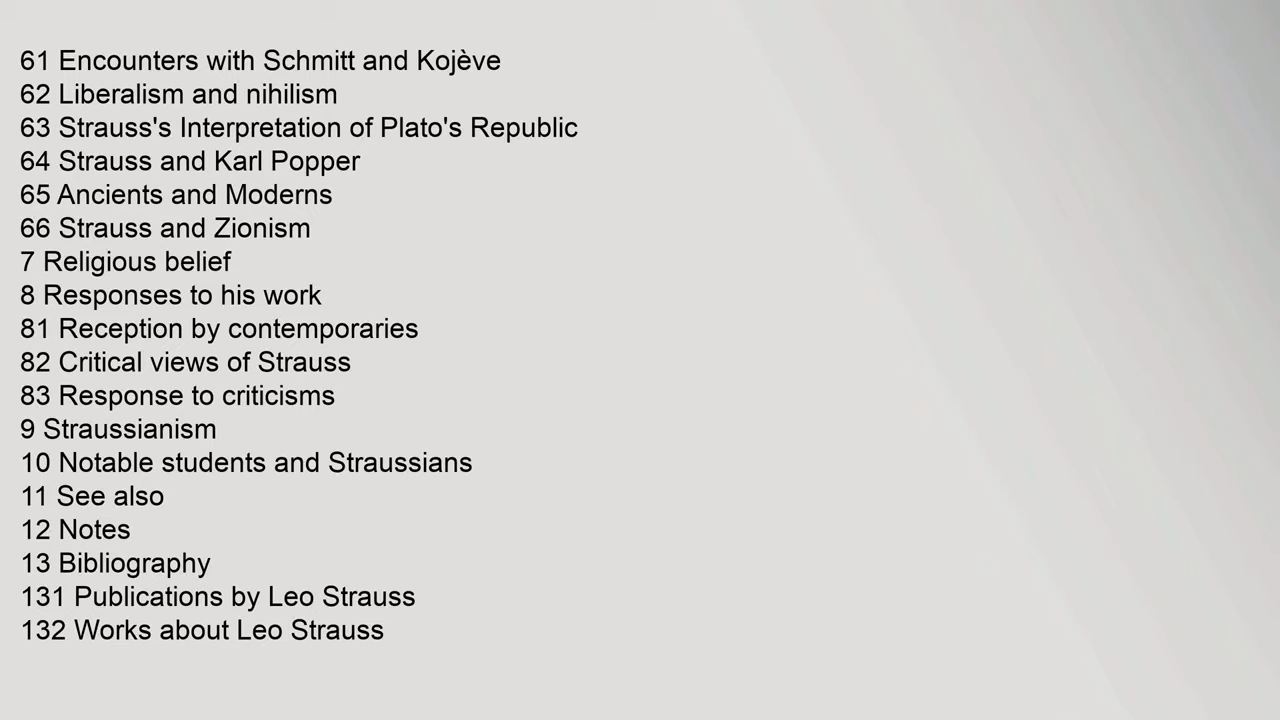 61 Encounters with Schmitt and Kojève
62 Liberalism and nihilism
63 Strauss's Interpretation of Plato's Republic
64 Strauss and Karl Popper
65 Ancients and Moderns
66 Strauss and Zionism
7 Religious belief
8 Responses to his work
81 Reception by contemporaries
82 Critical views of Strauss
83 Response to criticisms
9 Straussianism
10 Notable students and Straussians
11 See also
12 Notes
13 Bibliography
131 Publications by Leo Strauss
132 Works about Leo Strauss